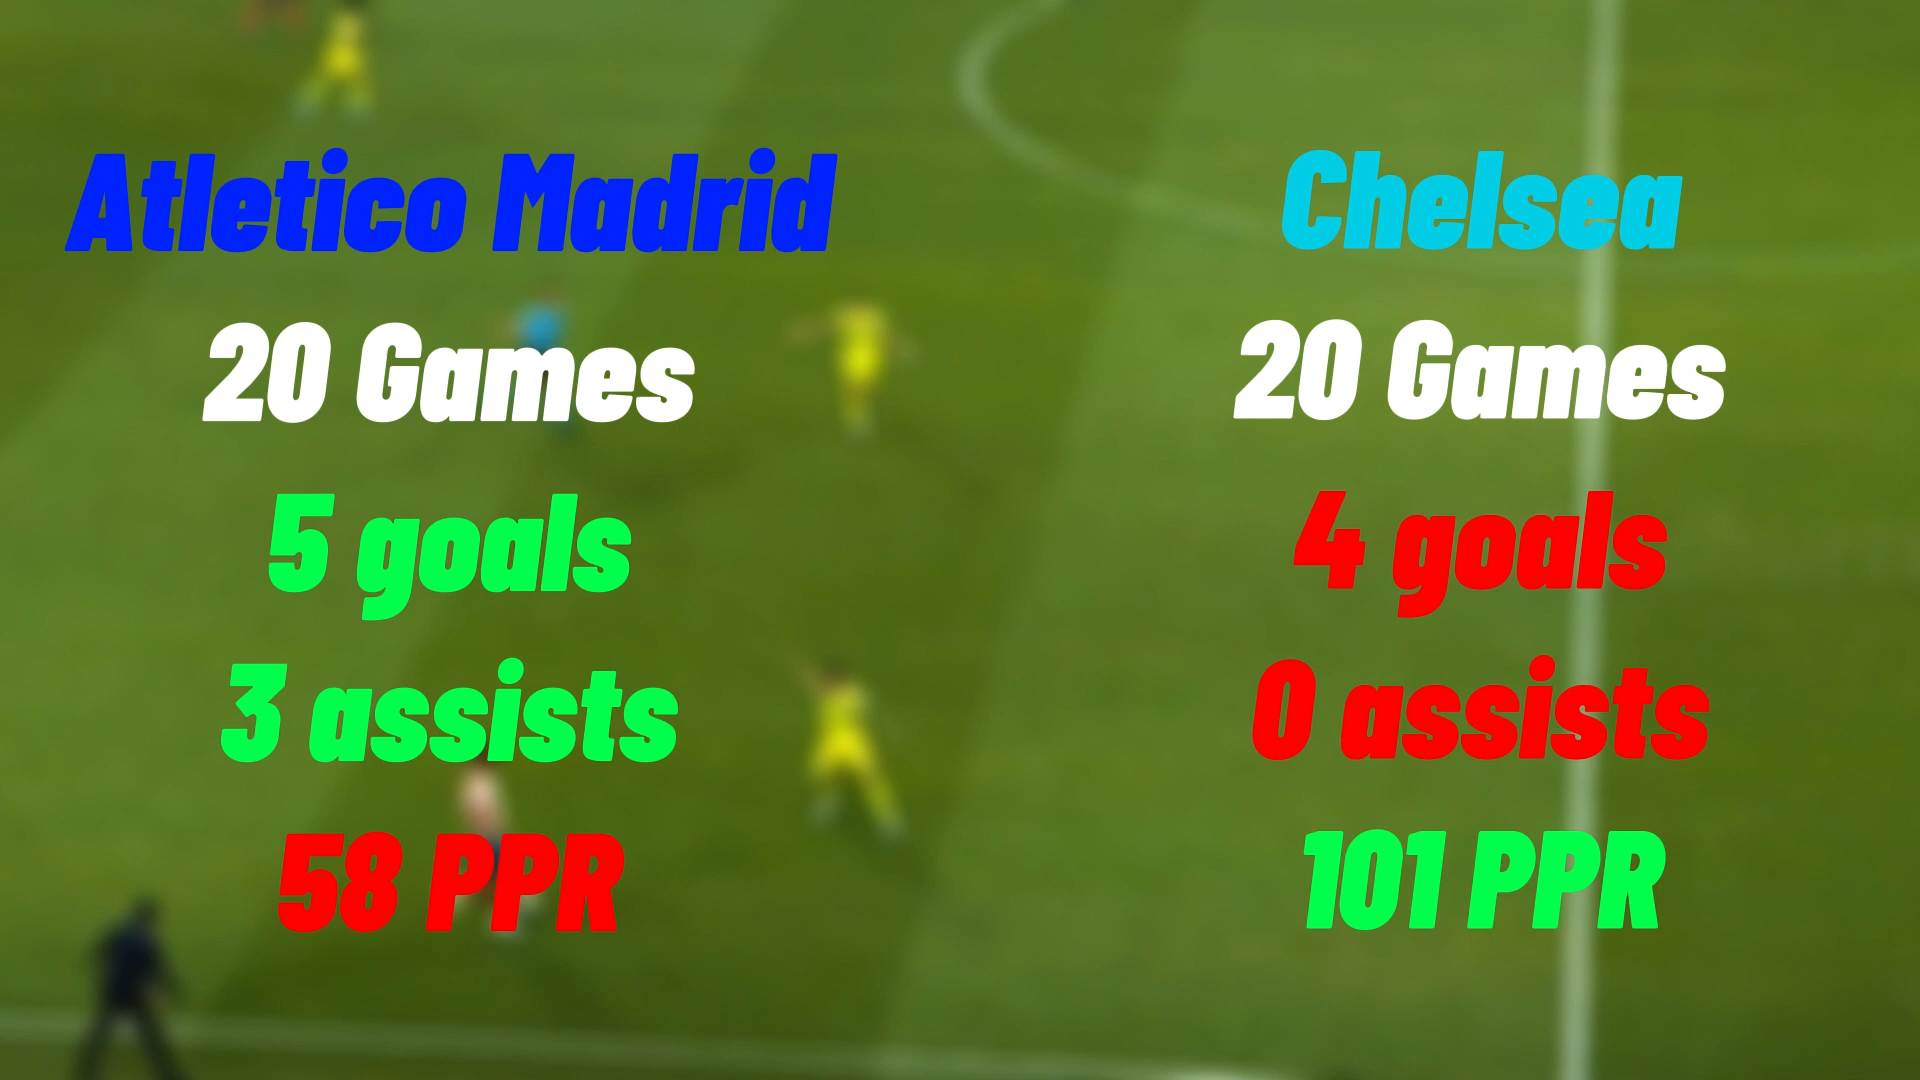 Atletico Madrid
20 Games
5 goals
3 assists
58 PPR
Chelsea
20 Games
4 goals
0 assists
101 PPR